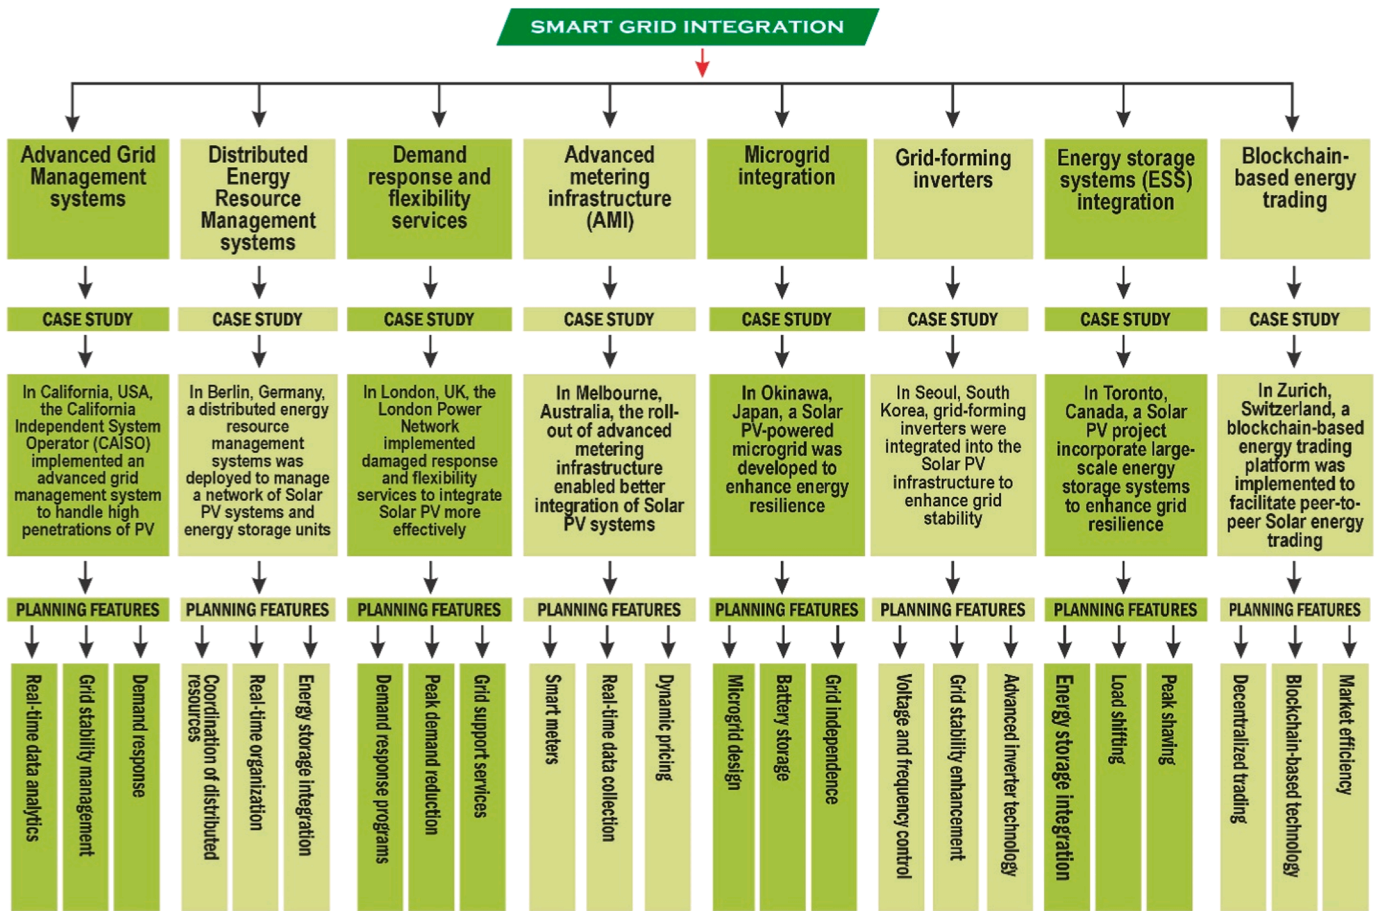 SMART GRID INTEGRATION
Advanced Grid
Management
systems
Distributed
Energy
Resource
Management
systems
Demand
response and
flexibility
services
Advanced
metering
infrastructure
(AMI)
Microgrid
integration
Grid-forming
inverters
Energy storage
systems (ESS)
integration
Blockchain-
based energy
trading
CASE STUDY
CASE STUDY
CASE STUDY
CASE STUDY
CASE STUDY
CASE STUDY
CASE STUDY
CASE STUDY
In California, USA,
the California
Independent System
Operator (CAISO)
implemented an
advanced grid
management system
to handle high
penetrations of PV
In Berlin, Germany,
a distributed energy
resource
management
systems was
deployed to manage
a network of Solar
PV systems and
energy storage units
In London, UK, the
London Power
Network
implemented
damaged response
and flexibility
services to integrate
Solar PV more
effectively
In Melbourne,
Australia, the roll-
out of advanced
metering
infrastructure
enabled better
integration of Solar
PV systems
In Okinawa,
Japan, a Solar
PV-powered
microgrid was
developed to
enhance energy
resilience
In Seoul, South
Korea, grid-forming
inverters were
integrated into the
Solar PV
infrastructure to
enhance grid
stability
In Toronto,
Canada, a Solar
PV project
incorporate large-
scale energy
storage systems
to enhance grid
resilience
In Zurich,
Switzerland, a
blockchain-based
energy trading
platform was
implemented to
facilitate peer-to-
peer Solar energy
trading
PLANNING FEATURES
PLANNING FEATURES
PLANNING FEATURES
PLANNING FEATURES
PLANNING FEATURES
PLANNING FEATURES
PLANNING FEATURES
PLANNING FEATURES
Real-time data analytics
Grid stability management
Demand response
Coordination of distributed
resources
Real-time organization
Energy storage integration
Demand response programs
Peak demand reduction
Grid support services
Smart meters
Real-time data collection
Dynamic pricing
Microgrid design
Battery storage
Grid independence
Voltage and frequency control
Grid stability enhancement
Advanced inverter technology
Energy storage integration
Load shifting
Peak shaving
Decentralized trading
Blockchain-based technology
Market efficiency